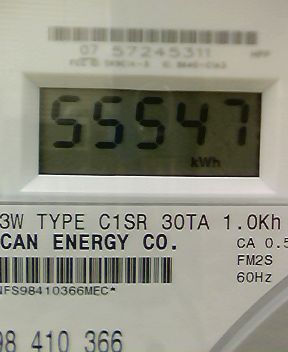 07 57245311
55547
kWh
3W TYPE C1SR 30TA 1.0Kh
CAN ENERGY CO.
CA 0.5
FM2S
60Hz
NFS98410366MEC*
98 410 366